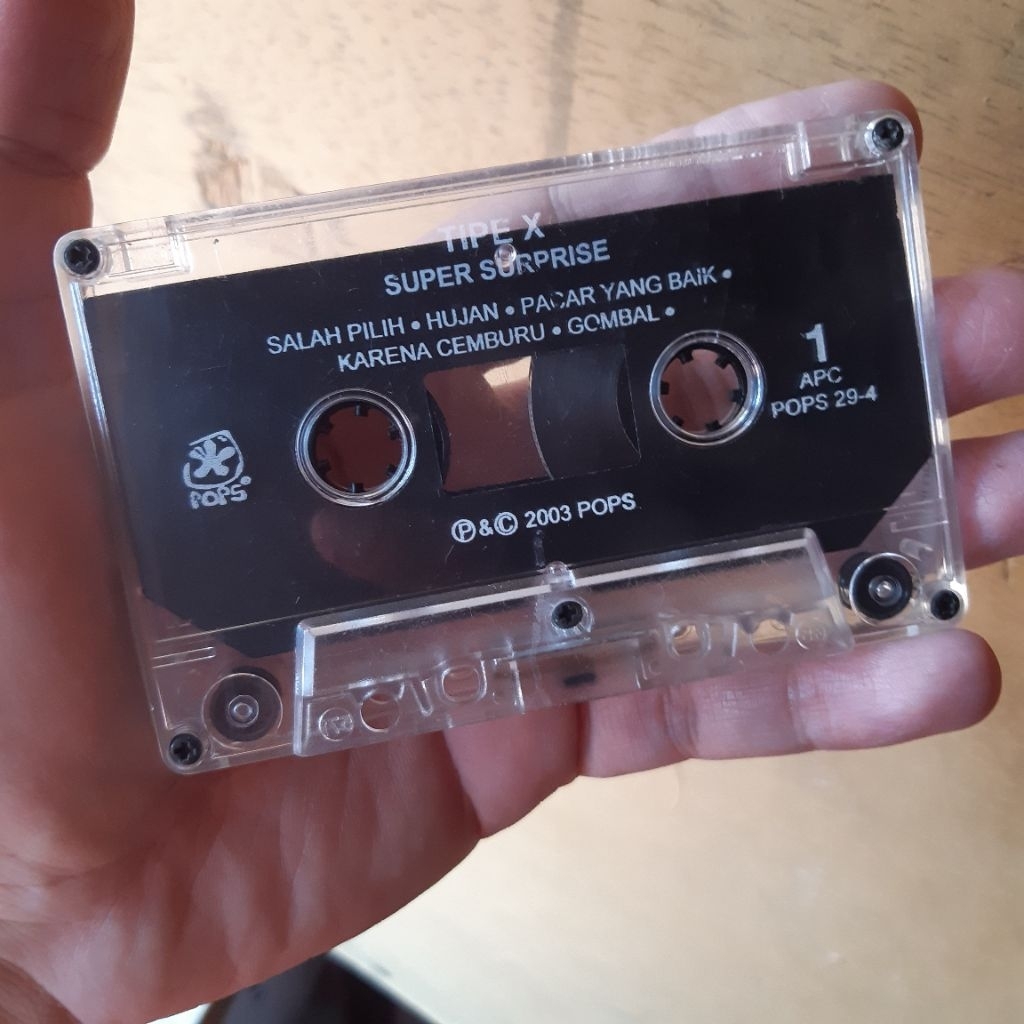 TIPE X
SUPER SURPRISE
SALAH PILIH • HUJAN • PACAR YANG BAIK •
KARENA CEMBURU • GOMBAL •
1
APC
POPS 29-4
POPS
℗&© 2003 POPS